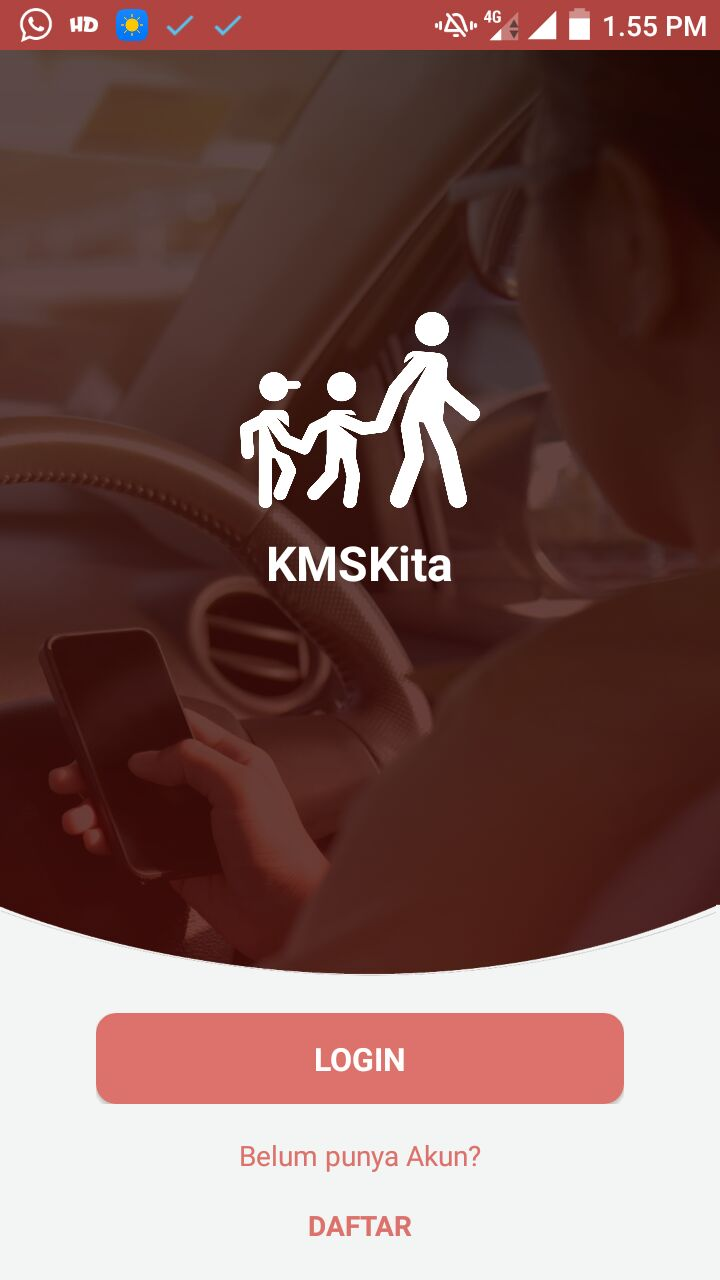 HD
4G
1.55 PM
KMSKita
LOGIN
Belum punya Akun?
DAFTAR